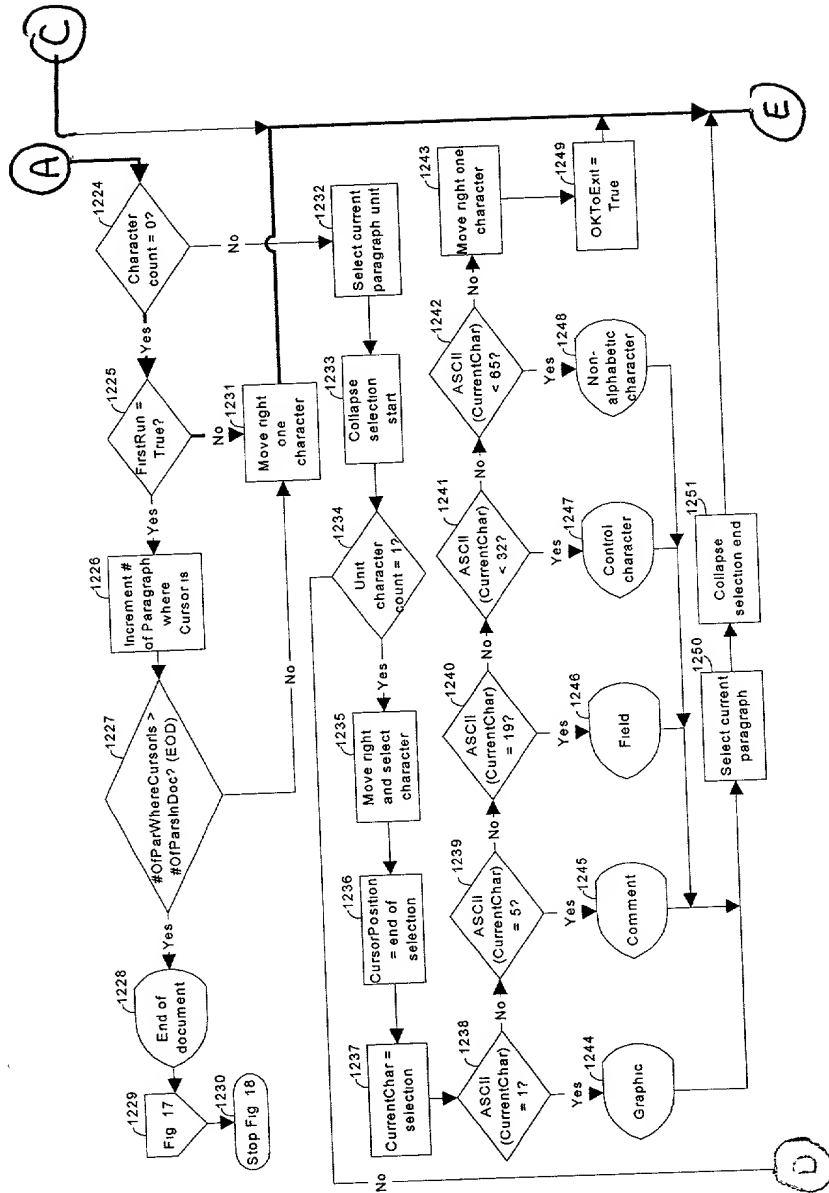 C
A
1224
Character
count = 0?
Yes
No
1225
FirstRun =
True?
Yes
No
1226
Increment #
of Paragraph
where
Cursor is
1227
#OfParWhereCursorIs >
#OfParsInDoc? (EOD)
Yes
No
1228
End of
document
1229
Fig 17
1230
Stop Fig 18
1231
Move right
one
character
1232
Select current
paragraph unit
1233
Collapse
selection
start
1234
Unit
character
count = 1?
Yes
No
1235
Move right
and select
character
1236
CursorPosition
= end of
selection
1237
CurrentChar =
selection
1238
ASCII
(CurrentChar)
= 1?
Yes
No
1239
ASCII
(CurrentChar)
= 5?
Yes
No
1240
ASCII
(CurrentChar)
= 19?
Yes
No
1241
ASCII
(CurrentChar)
< 32?
Yes
No
1242
ASCII
(CurrentChar)
< 65?
Yes
No
1243
Move right one
character
1244
Graphic
1245
Comment
1246
Field
1247
Control
character
1248
Non-
alphabetic
character
1249
OKToExit =
True
1250
Select current
paragraph
1251
Collapse
selection end
D
E